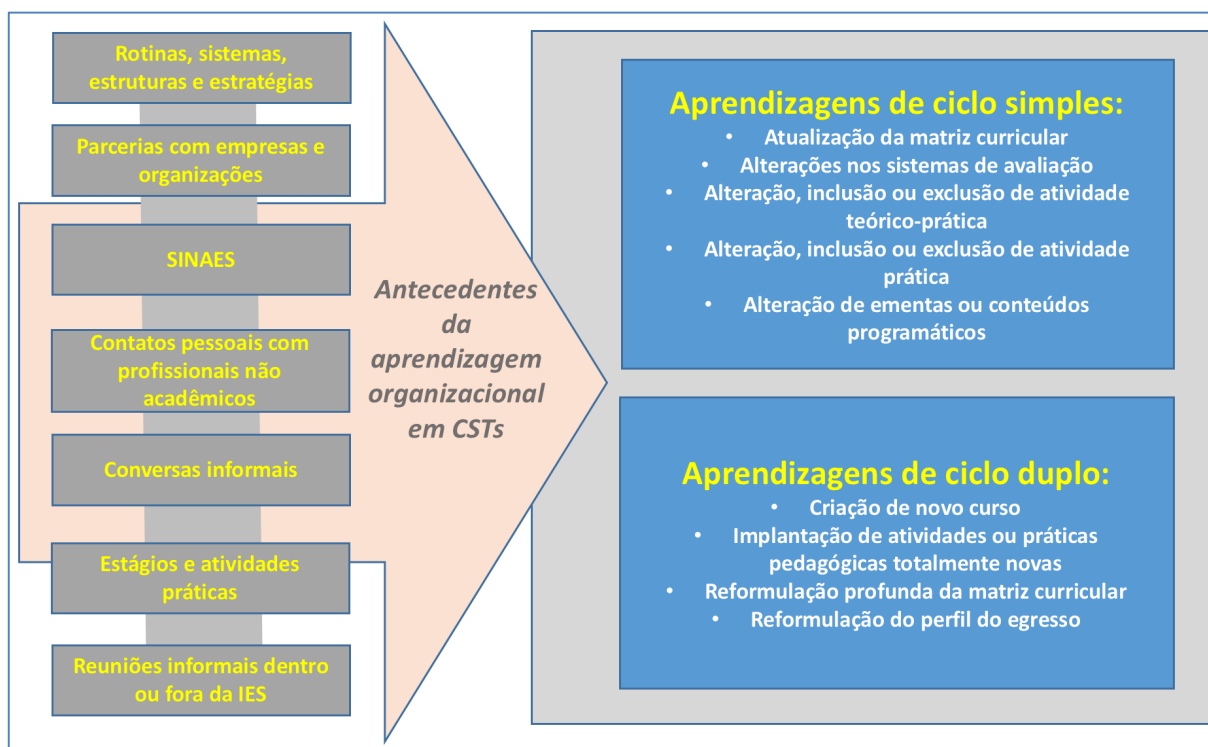 Rotinas, sistemas,
estruturas e estratégias
Parcerias com empresas e
organizações
SINAES
Contatos pessoais com
profissionais não
acadêmicos
Conversas informais
Estágios e atividades
práticas
Reuniões informais dentro
ou fora da IES
Antecedentes
da
aprendizagem
organizacional
em CSTs
Aprendizagens de ciclo simples:
• Atualização da matriz curricular
• Alterações nos sistemas de avaliação
• Alteração, inclusão ou exclusão de atividade
teórico-prática
• Alteração, inclusão ou exclusão de atividade
prática
• Alteração de ementas ou conteúdos
programáticos
Aprendizagens de ciclo duplo:
• Criação de novo curso
• Implantação de atividades ou práticas
pedagógicas totalmente novas
• Reformulação profunda da matriz curricular
• Reformulação do perfil do egresso